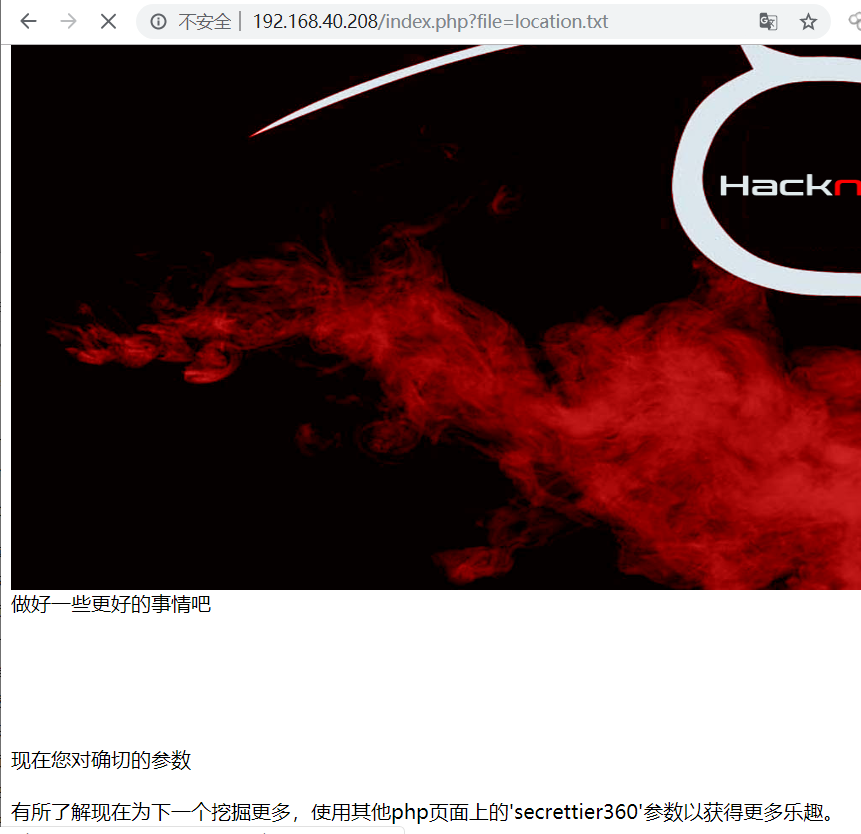 不安全 | 192.168.40.208/index.php?file=location.txt
Hack
做好一些更好的事情吧
现在您对确切的参数
有所了解现在为下一个挖掘更多，使用其他php页面上的'secrettier360'参数以获得更多乐趣。